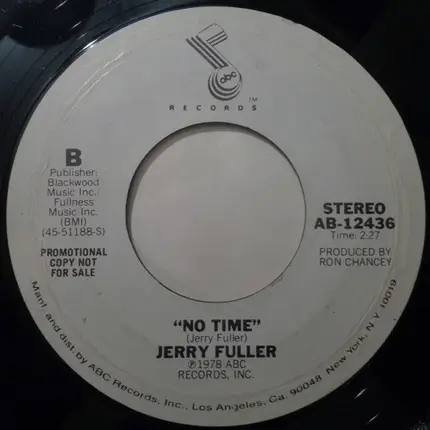 abc
RECORDS™
B
Publisher:
Blackwood
Music Inc./
Fullness
Music Inc.
(BMI)
(45-51188-S)
PROMOTIONAL
COPY NOT
FOR SALE
STEREO
AB-12436
Time: 2:27
PRODUCED BY
RON CHANCEY
"NO TIME"
(Jerry Fuller)
JERRY FULLER
℗1978 ABC
RECORDS, INC.
Manf. and dist. by ABC Records, Inc., Los Angeles, Ca. 90048 New York, N.Y. 10019